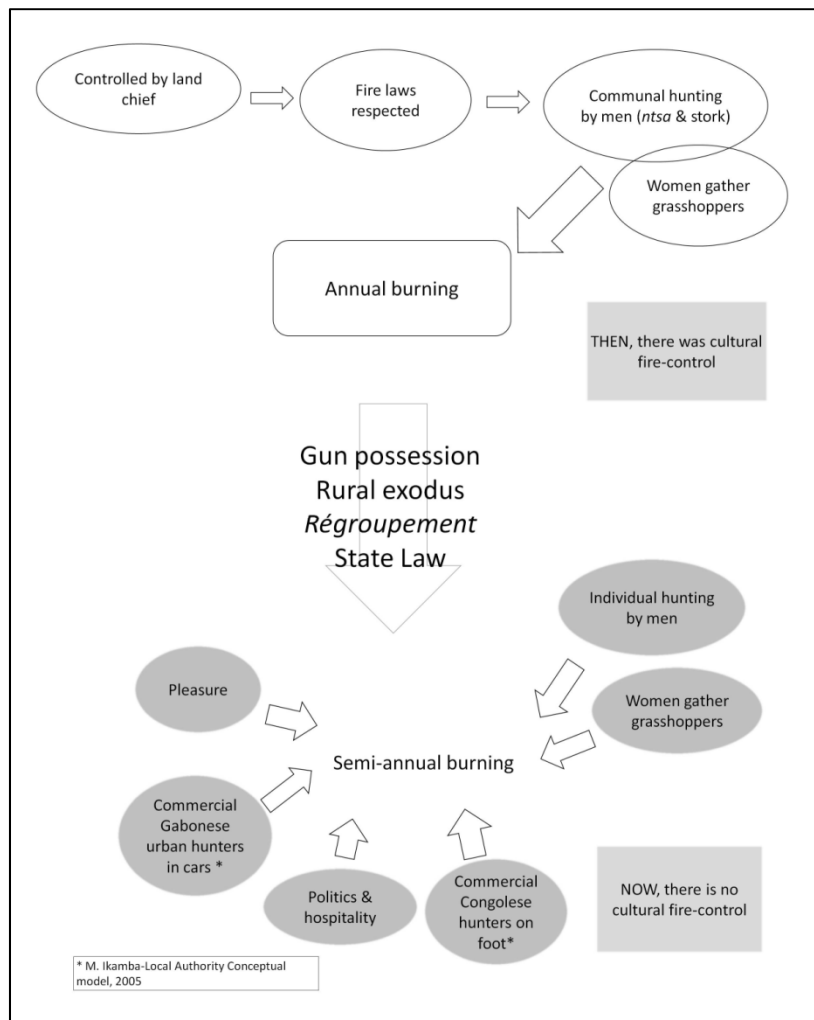 Controlled by land
chief
Fire laws
respected
Communal hunting
by men (ntsa & stork)
Women gather
grasshoppers
Annual burning
THEN, there was cultural
fire-control
Gun possession
Rural exodus
Régroupement
State Law
Individual hunting
by men
Pleasure
Women gather
grasshoppers
Semi-annual burning
Commercial
Gabonese
urban hunters
in cars *
Politics &
hospitality
Commercial
Congolese
hunters on
foot*
NOW, there is no
cultural fire-control
* M. Ikamba-Local Authority Conceptual
model, 2005